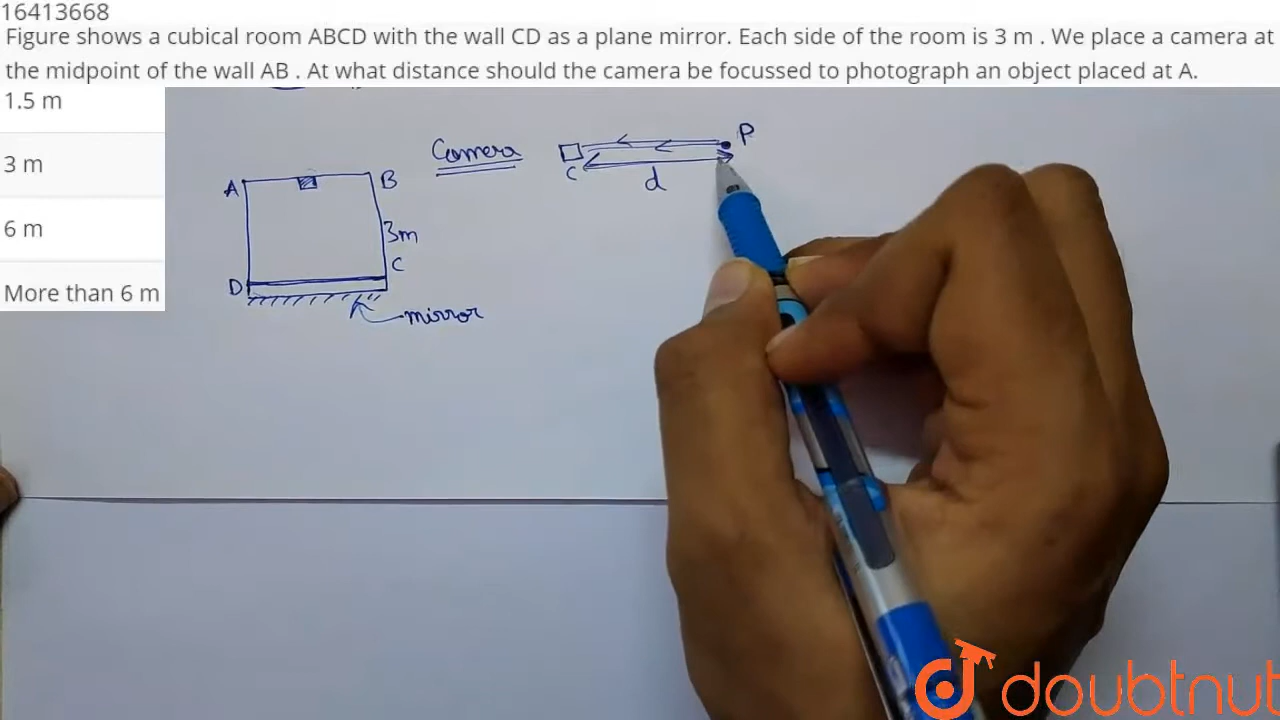 16413668
Figure shows a cubical room ABCD with the wall CD as a plane mirror. Each side of the room is 3 m . We place a camera at
the midpoint of the wall AB . At what distance should the camera be focussed to photograph an object placed at A.
1.5 m
3 m
6 m
More than 6 m
Camera
P
C
d
A
B
3m
C
D
mirror
doubtnut